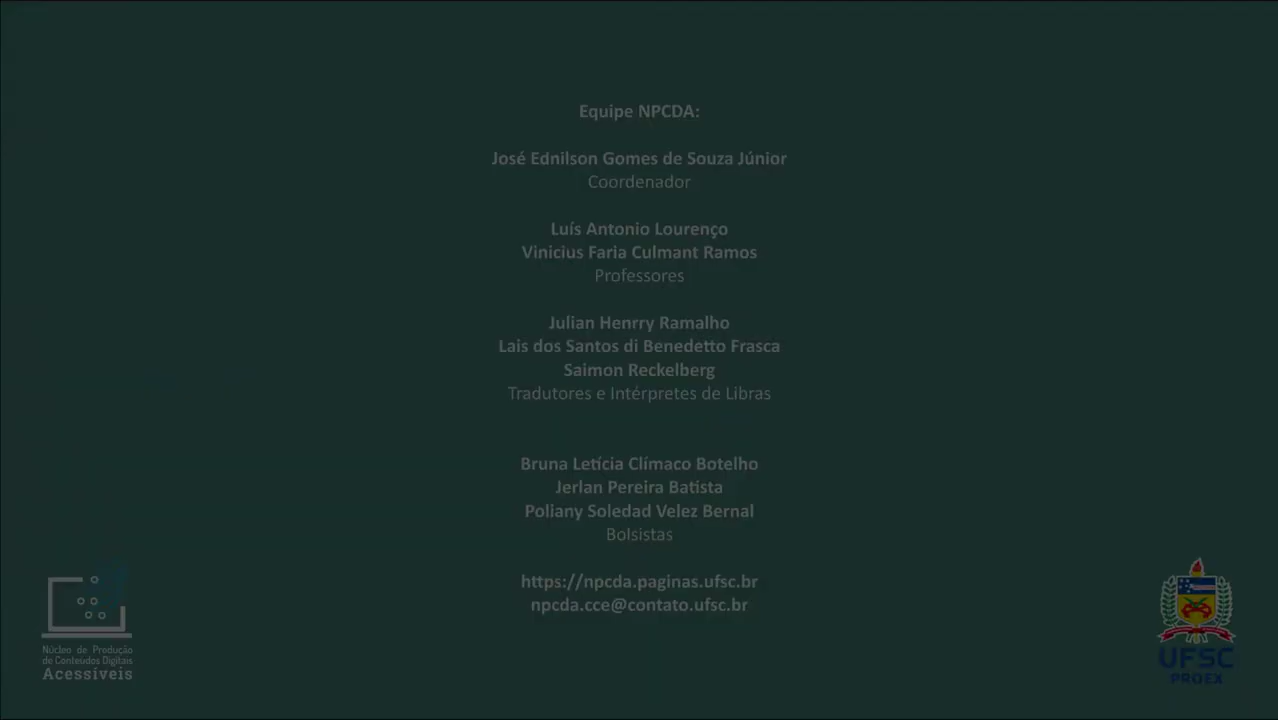 Equipe NPCDA:
José Ednilson Gomes de Souza Júnior
Coordenador
Luís Antonio Lourenço
Vinicius Faria Culmant Ramos
Professores
Julian Henrry Ramalho
Lais dos Santos di Benedetto Frasca
Saimon Reckelberg
Tradutores e Intérpretes de Libras
Bruna Letícia Clímaco Botelho
Jerlan Pereira Batista
Poliany Soledad Velez Bernal
Bolsistas
https://npcda.paginas.ufsc.br
npcda.cce@contato.ufsc.br
Núcleo de Produção
de Conteúdos Digitais
Acessíveis
UFSC
PROEX